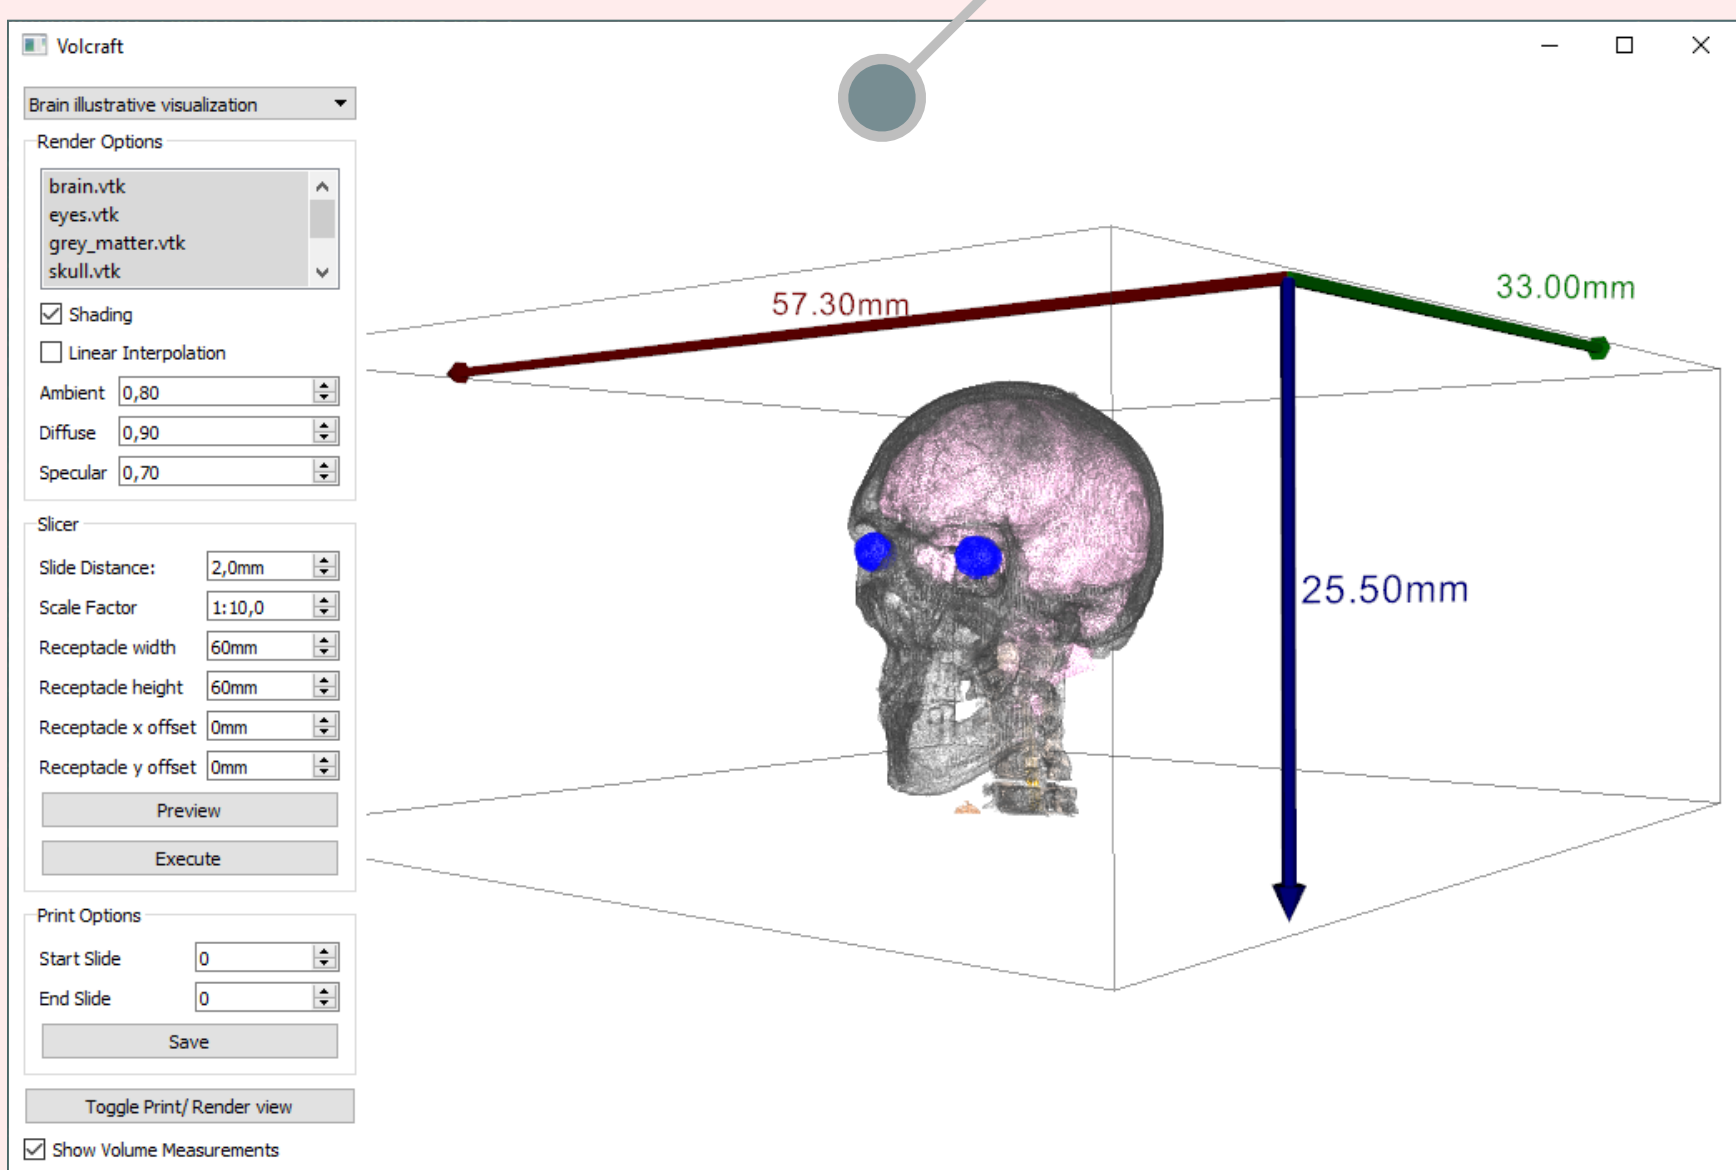 Volcraft
Brain illustrative visualization
Render Options
brain.vtk
eyes.vtk
grey_matter.vtk
skull.vtk
Shading
Linear Interpolation
Ambient 0,80
Diffuse 0,90
Specular 0,70
Slicer
Slide Distance: 2,0mm
Scale Factor 1:10,0
Receptacle width 60mm
Receptacle height 60mm
Receptacle x offset 0mm
Receptacle y offset 0mm
Preview
Execute
Print Options
Start Slide 0
End Slide 0
Save
Toggle Print/ Render view
Show Volume Measurements
57.30mm
33.00mm
25.50mm